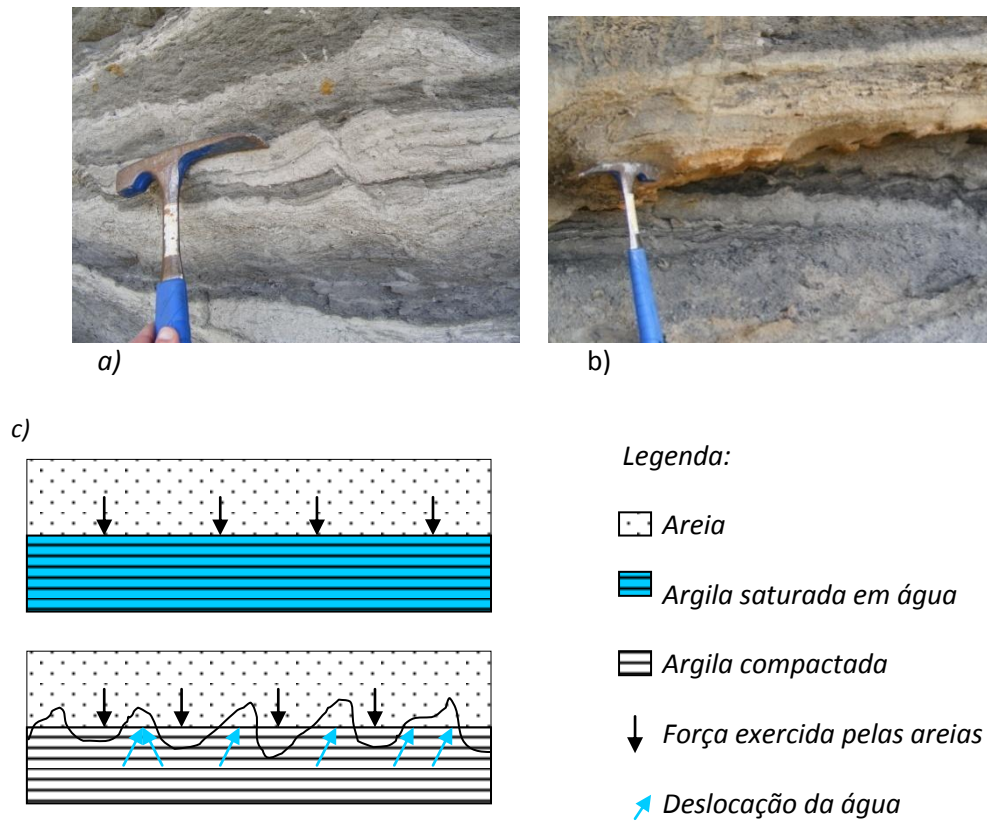 a)
b)
c)
Legenda:
Areia
Argila saturada em água
Argila compactada
Força exercida pelas areias
Deslocação da água